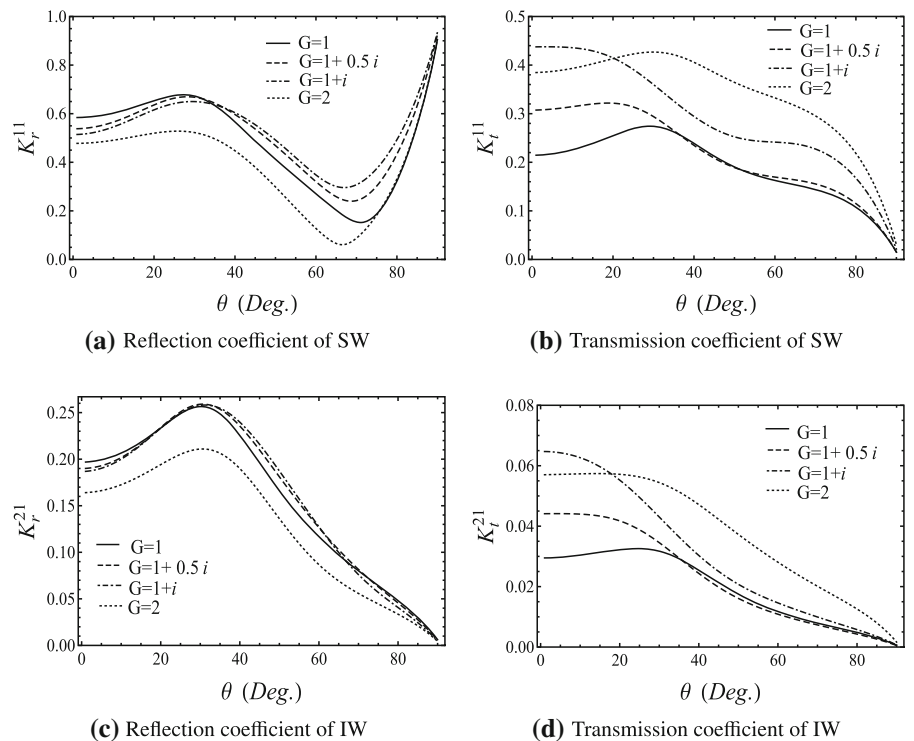 1.0
0.8
0.6
0.4
0.2
0.0
K_r^{11}
G=1
G=1+ 0.5 i
G=1+i
G=2
0 20 40 60 80
θ (Deg.)
(a) Reflection coefficient of SW
0.5
0.4
0.3
0.2
0.1
0.0
K_t^{11}
G=1
G=1+ 0.5 i
G=1+i
G=2
0 20 40 60 80
θ (Deg.)
(b) Transmission coefficient of SW
0.25
0.20
0.15
0.10
0.05
0.00
K_r^{21}
G=1
G=1+ 0.5 i
G=1+i
G=2
0 20 40 60 80
θ (Deg.)
(c) Reflection coefficient of IW
0.08
0.06
0.04
0.02
0.00
K_t^{21}
G=1
G=1+ 0.5 i
G=1+i
G=2
0 20 40 60 80
θ (Deg.)
(d) Transmission coefficient of IW